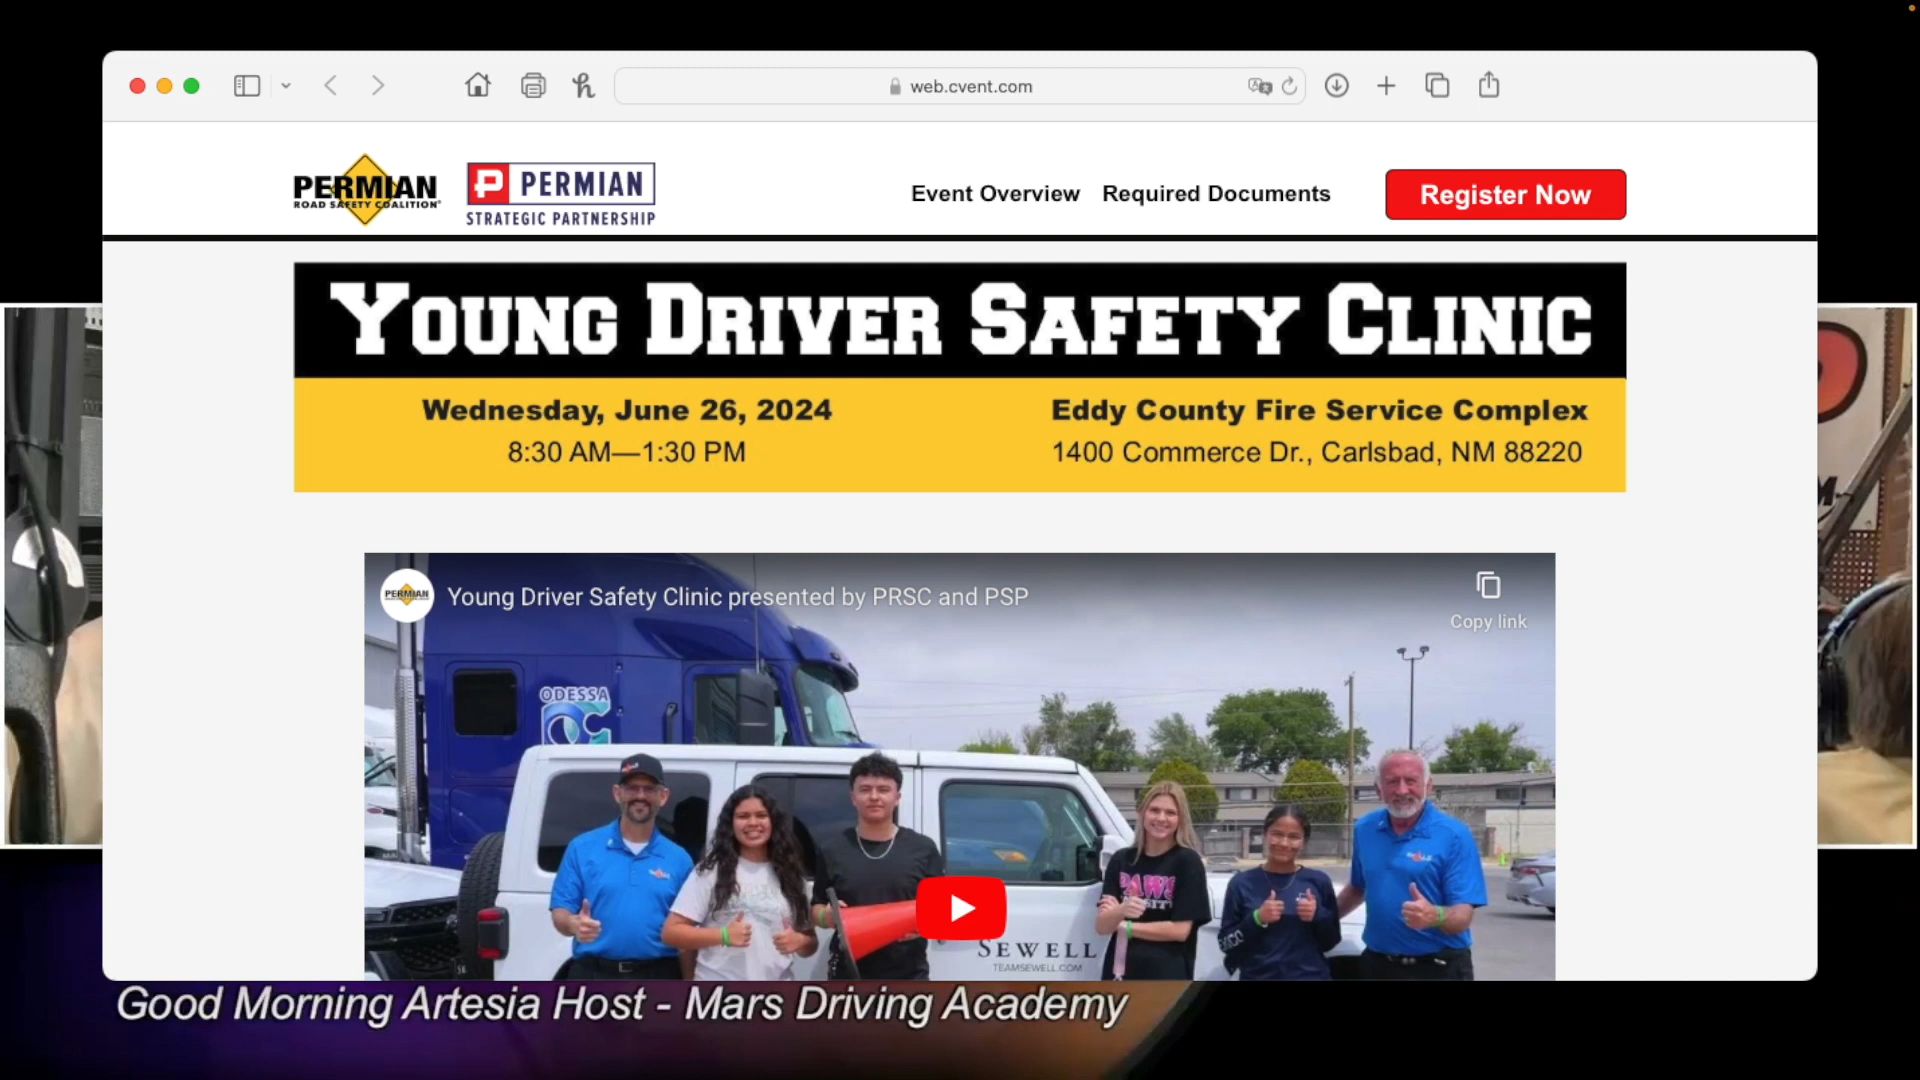 web.cvent.com
PERMIAN
ROAD SAFETY COALITION
PERMIAN
STRATEGIC PARTNERSHIP
Event Overview
Required Documents
Register Now
YOUNG DRIVER SAFETY CLINIC
Wednesday, June 26, 2024
8:30 AM—1:30 PM
Eddy County Fire Service Complex
1400 Commerce Dr., Carlsbad, NM 88220
PERMIAN
Young Driver Safety Clinic presented by PRSC and PSP
Copy link
ODESSA
OC
SEWELL
TEAMSEWELL.COM
Good Morning Artesia Host - Mars Driving Academy